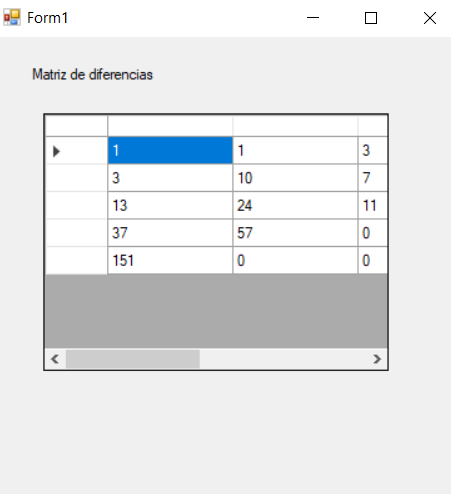 Form1
Matriz de diferencias
1 1 3
3 10 7
13 24 11
37 57 0
151 0 0